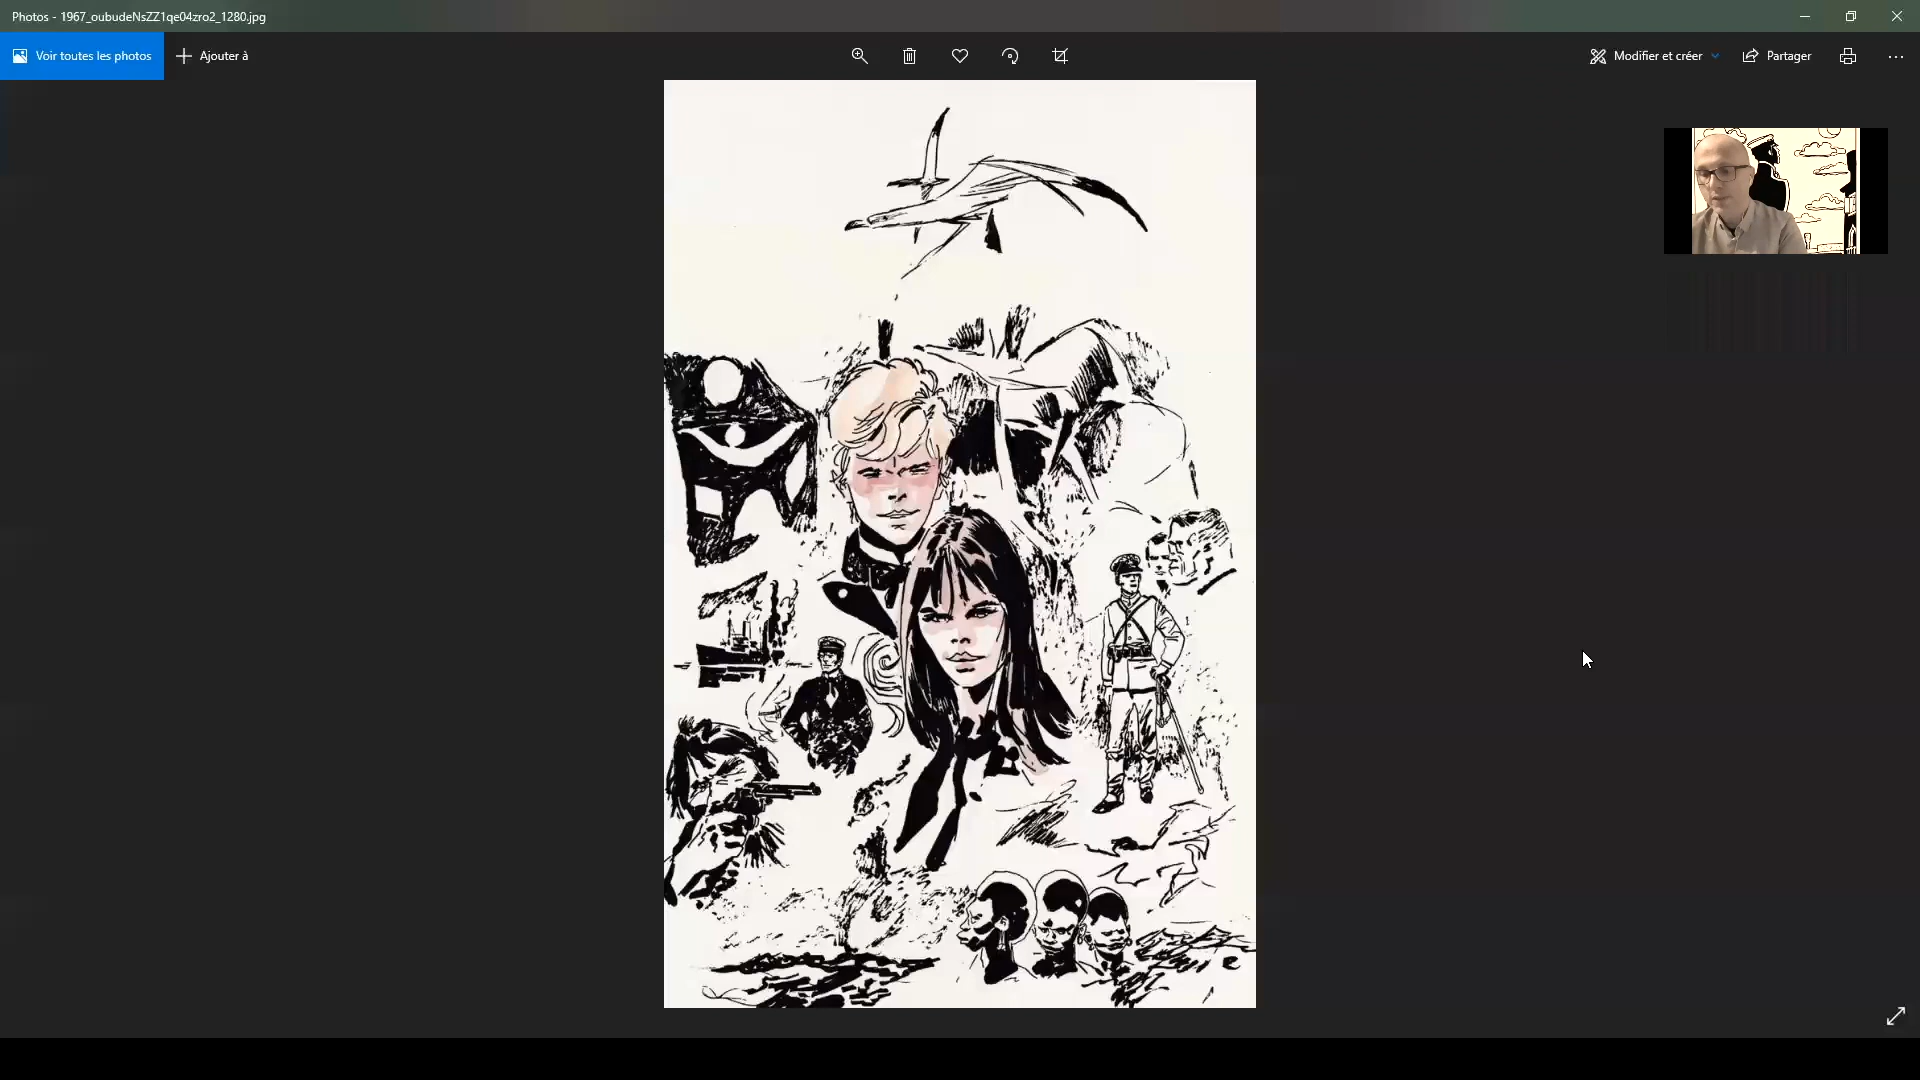 Photos - 1967_oubudeNsZZ1qe04zro2_1280.jpg
Voir toutes les photos
Ajouter à
Modifier et créer
Partager